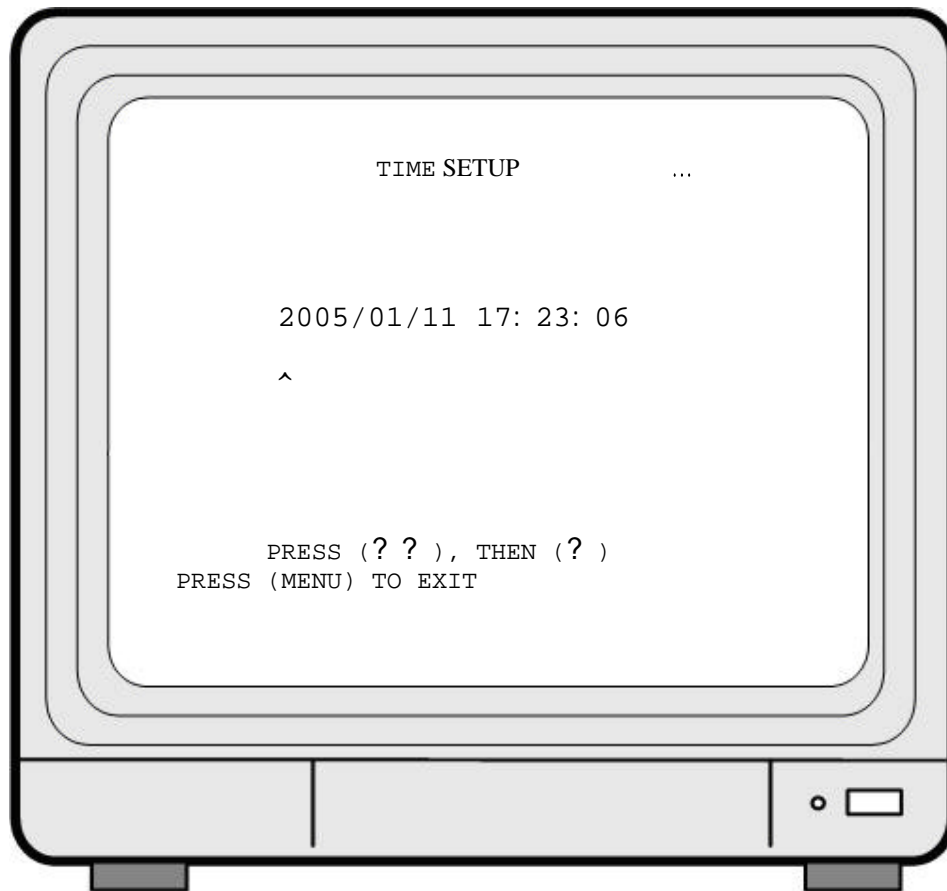 TIME SETUP ...
2005/01/11 17: 23: 06
^
PRESS (? ? ), THEN (? )
PRESS (MENU) TO EXIT